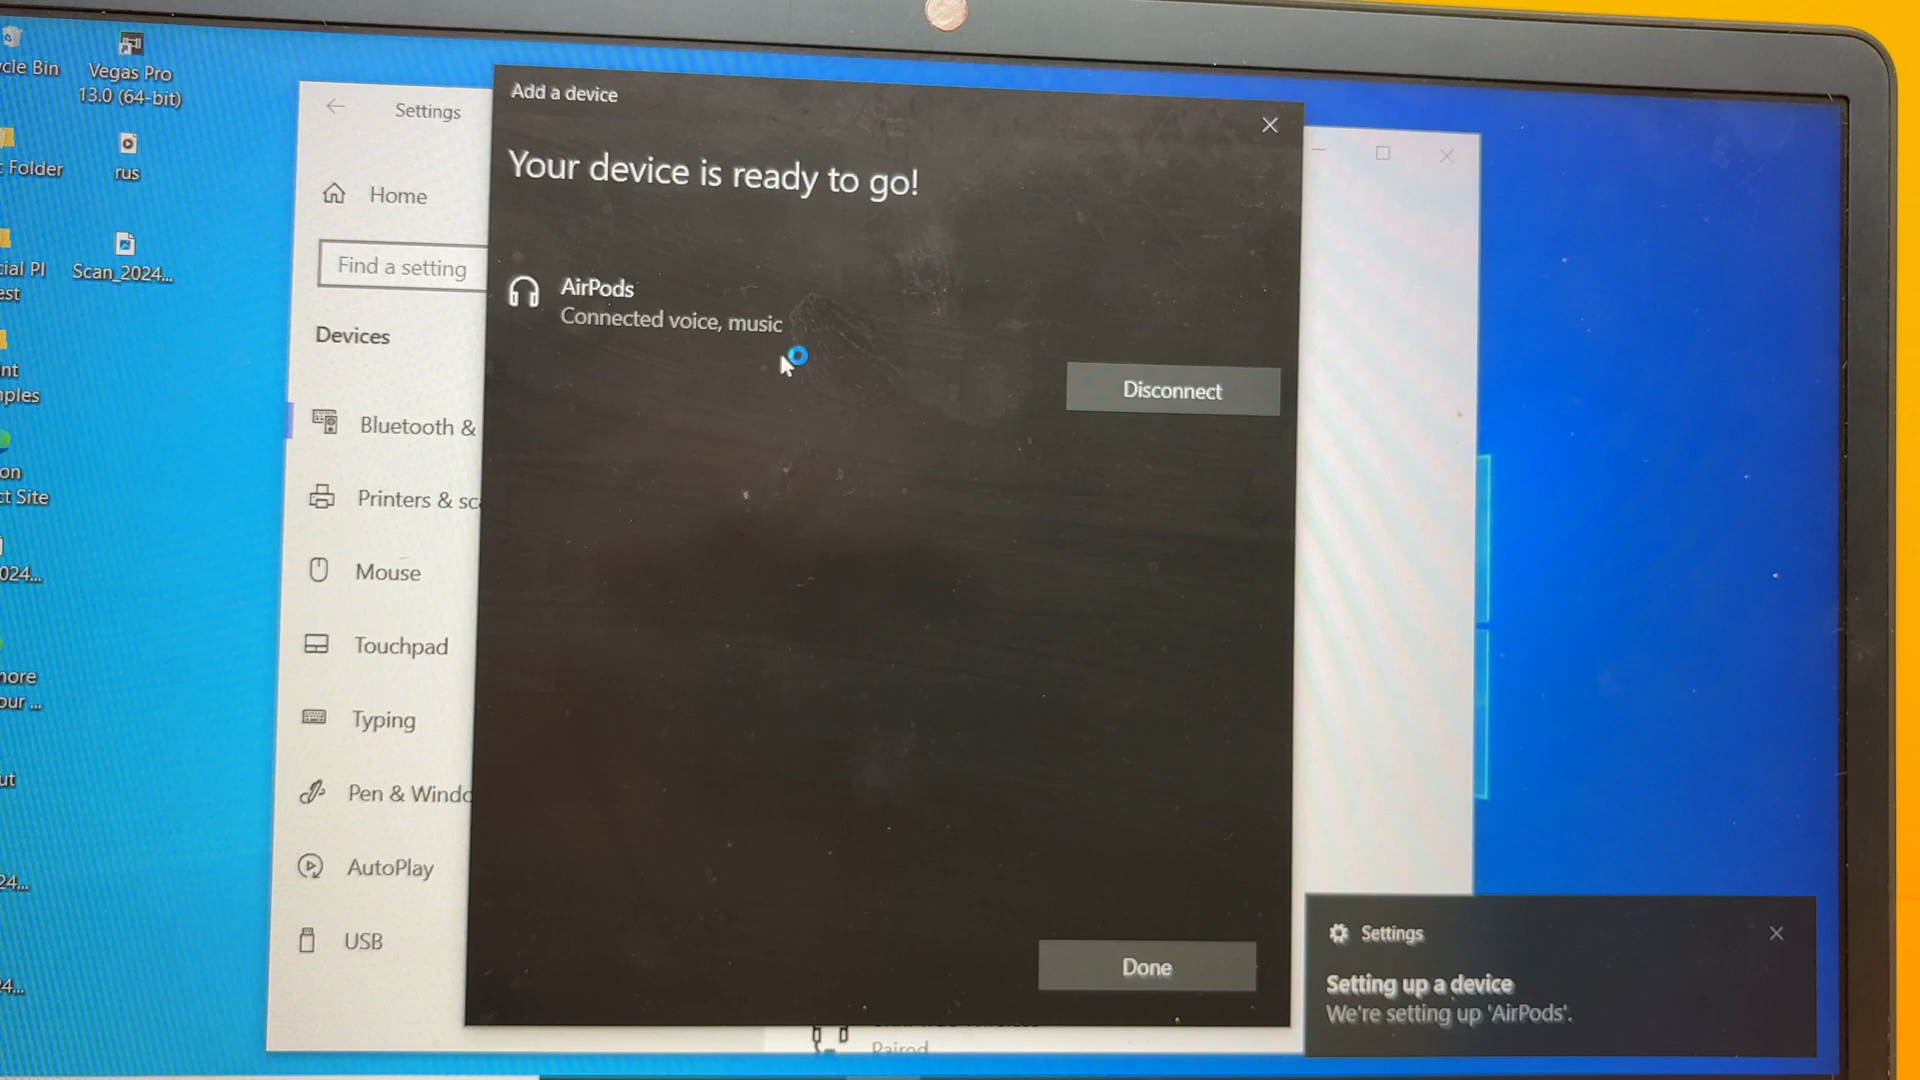 cle Bin
Vegas Pro
13.0 (64-bit)
Folder
rus
cial Pl
est
Scan_2024...
nt
nples
on
ct Site
024...
nore
our ...
ut
24...
4...
Settings
Home
Find a setting
Devices
Bluetooth &
Printers & sc
Mouse
Touchpad
Typing
Pen & Windo
AutoPlay
USB
Add a device
Your device is ready to go!
AirPods
Connected voice, music
Disconnect
Done
Paired
Settings
Setting up a device
We're setting up 'AirPods'.